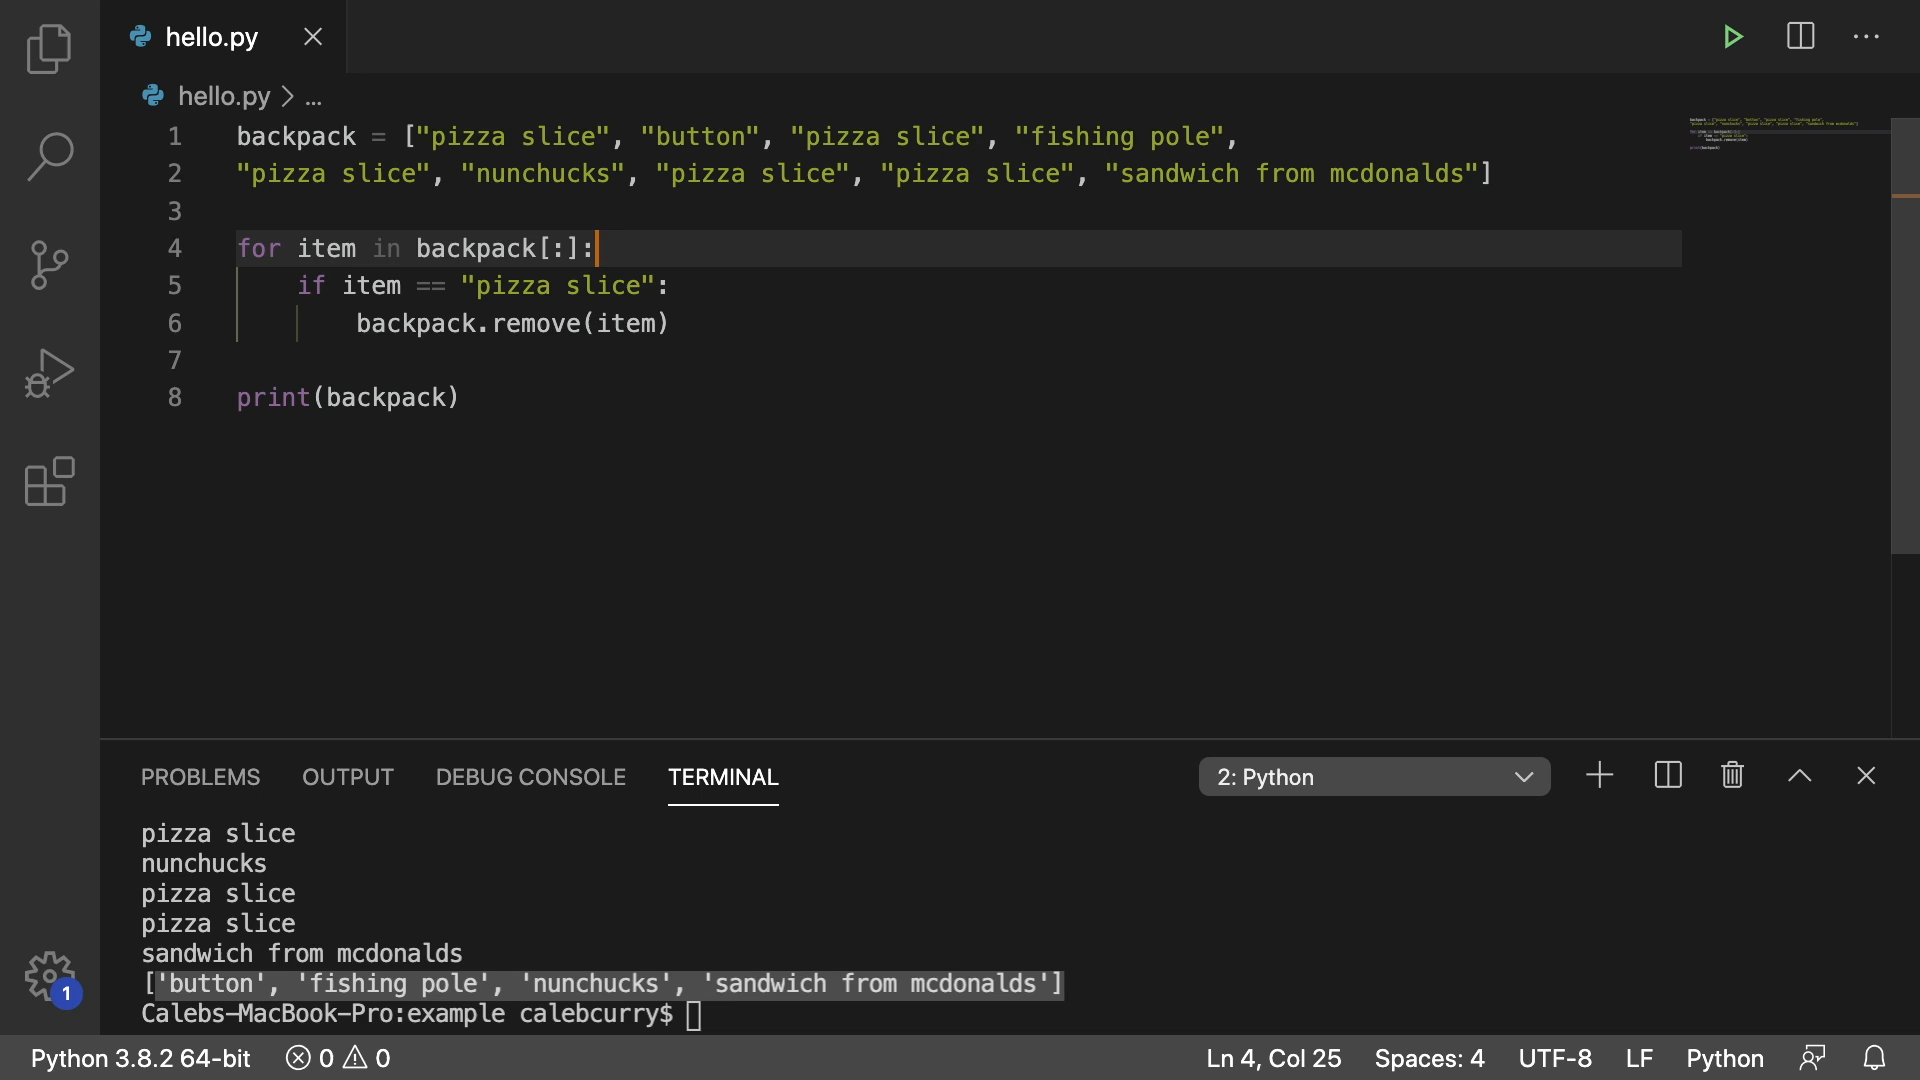 hello.py
hello.py > ...
1 backpack = ["pizza slice", "button", "pizza slice", "fishing pole",
2 "pizza slice", "nunchucks", "pizza slice", "pizza slice", "sandwich from mcdonalds"]
3
4 for item in backpack[:]:
5     if item == "pizza slice":
6         backpack.remove(item)
7
8 print(backpack)
PROBLEMS OUTPUT DEBUG CONSOLE TERMINAL 2: Python
pizza slice
nunchucks
pizza slice
pizza slice
sandwich from mcdonalds
['button', 'fishing pole', 'nunchucks', 'sandwich from mcdonalds']
Calebs-MacBook-Pro:example calebcurry$
1
Python 3.8.2 64-bit 0 0 Ln 4, Col 25 Spaces: 4 UTF-8 LF Python